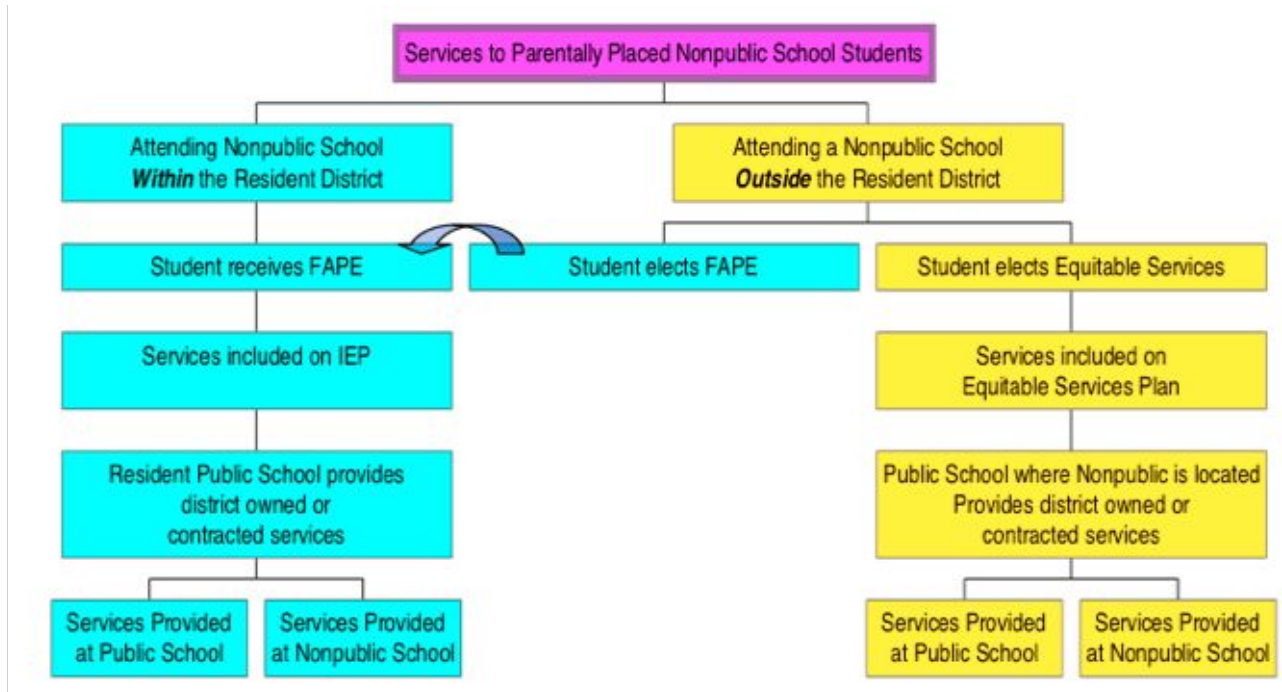 Services to Parentally Placed Nonpublic School Students
Attending Nonpublic School
Within the Resident District
Attending a Nonpublic School
Outside the Resident District
Student receives FAPE
Student elects FAPE
Student elects Equitable Services
Services included on IEP
Services included on
Equitable Services Plan
Resident Public School provides
district owned or
contracted services
Public School where Nonpublic is located
Provides district owned or
contracted services
Services Provided
at Public School
Services Provided
at Nonpublic School
Services Provided
at Public School
Services Provided
at Nonpublic School